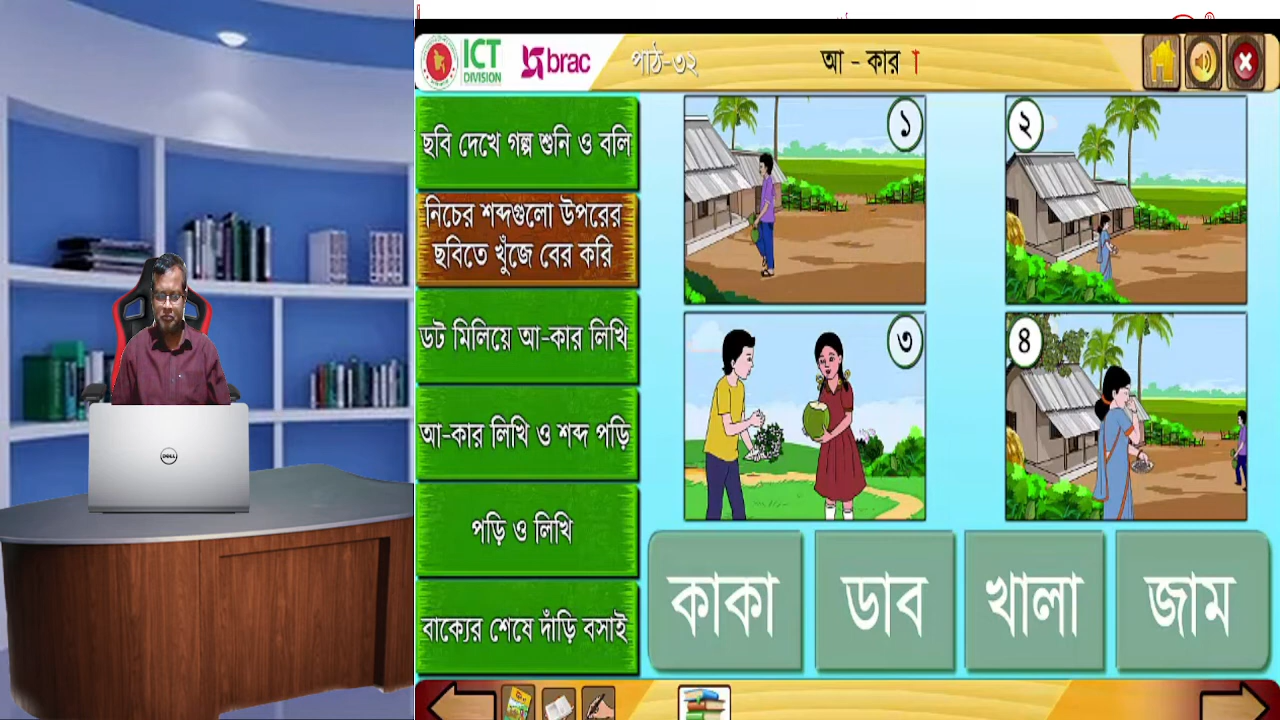 ICT
DIVISION
brac
পাঠ-৩২
আ - কার া
ছবি দেখে গল্প শুনি ও বলি
নিচের শব্দগুলো উপরের
ছবিতে খুঁজে বের করি
ডট মিলিয়ে আ-কার লিখি
আ-কার লিখি ও শব্দ পড়ি
পড়ি ও লিখি
বাক্যের শেষে দাঁড়ি বসাই
১
২
৩
৪
কাকা
ডাব
খালা
জাম
DELL